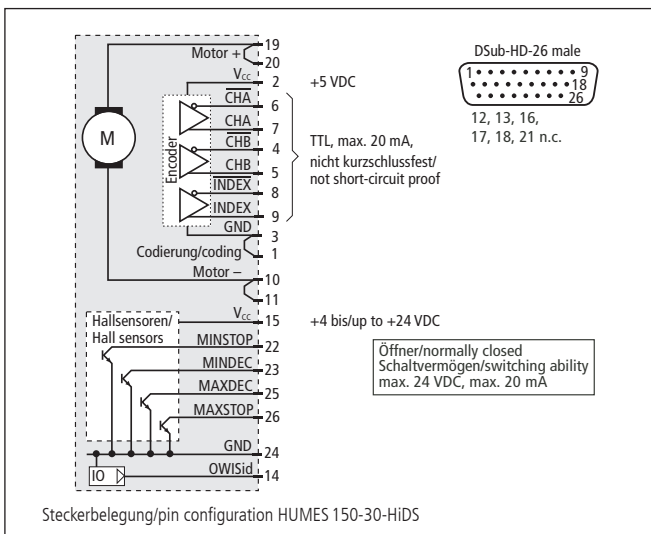 Motor + 19
20
DSub-HD-26 male
1 9
18
26
12, 13, 16,
17, 18, 21 n.c.
VCC 2 +5 VDC
M
Encoder
C̅H̅A̅ 6
CHA 7
C̅H̅B̅ 4
CHB 5
I̅N̅D̅E̅X̅ 8
INDEX 9
TTL, max. 20 mA,
nicht kurzschlussfest/
not short-circuit proof
GND 3
Codierung/coding 1
Motor – 10
11
VCC 15 +4 bis/up to +24 VDC
Hallsensoren/
Hall sensors
MINSTOP 22
MINDEC 23
MAXDEC 25
MAXSTOP 26
Öffner/normally closed
Schaltvermögen/switching ability
max. 24 VDC, max. 20 mA
GND 24
IO
OWISid 14
Steckerbelegung/pin configuration HUMES 150-30-HiDS